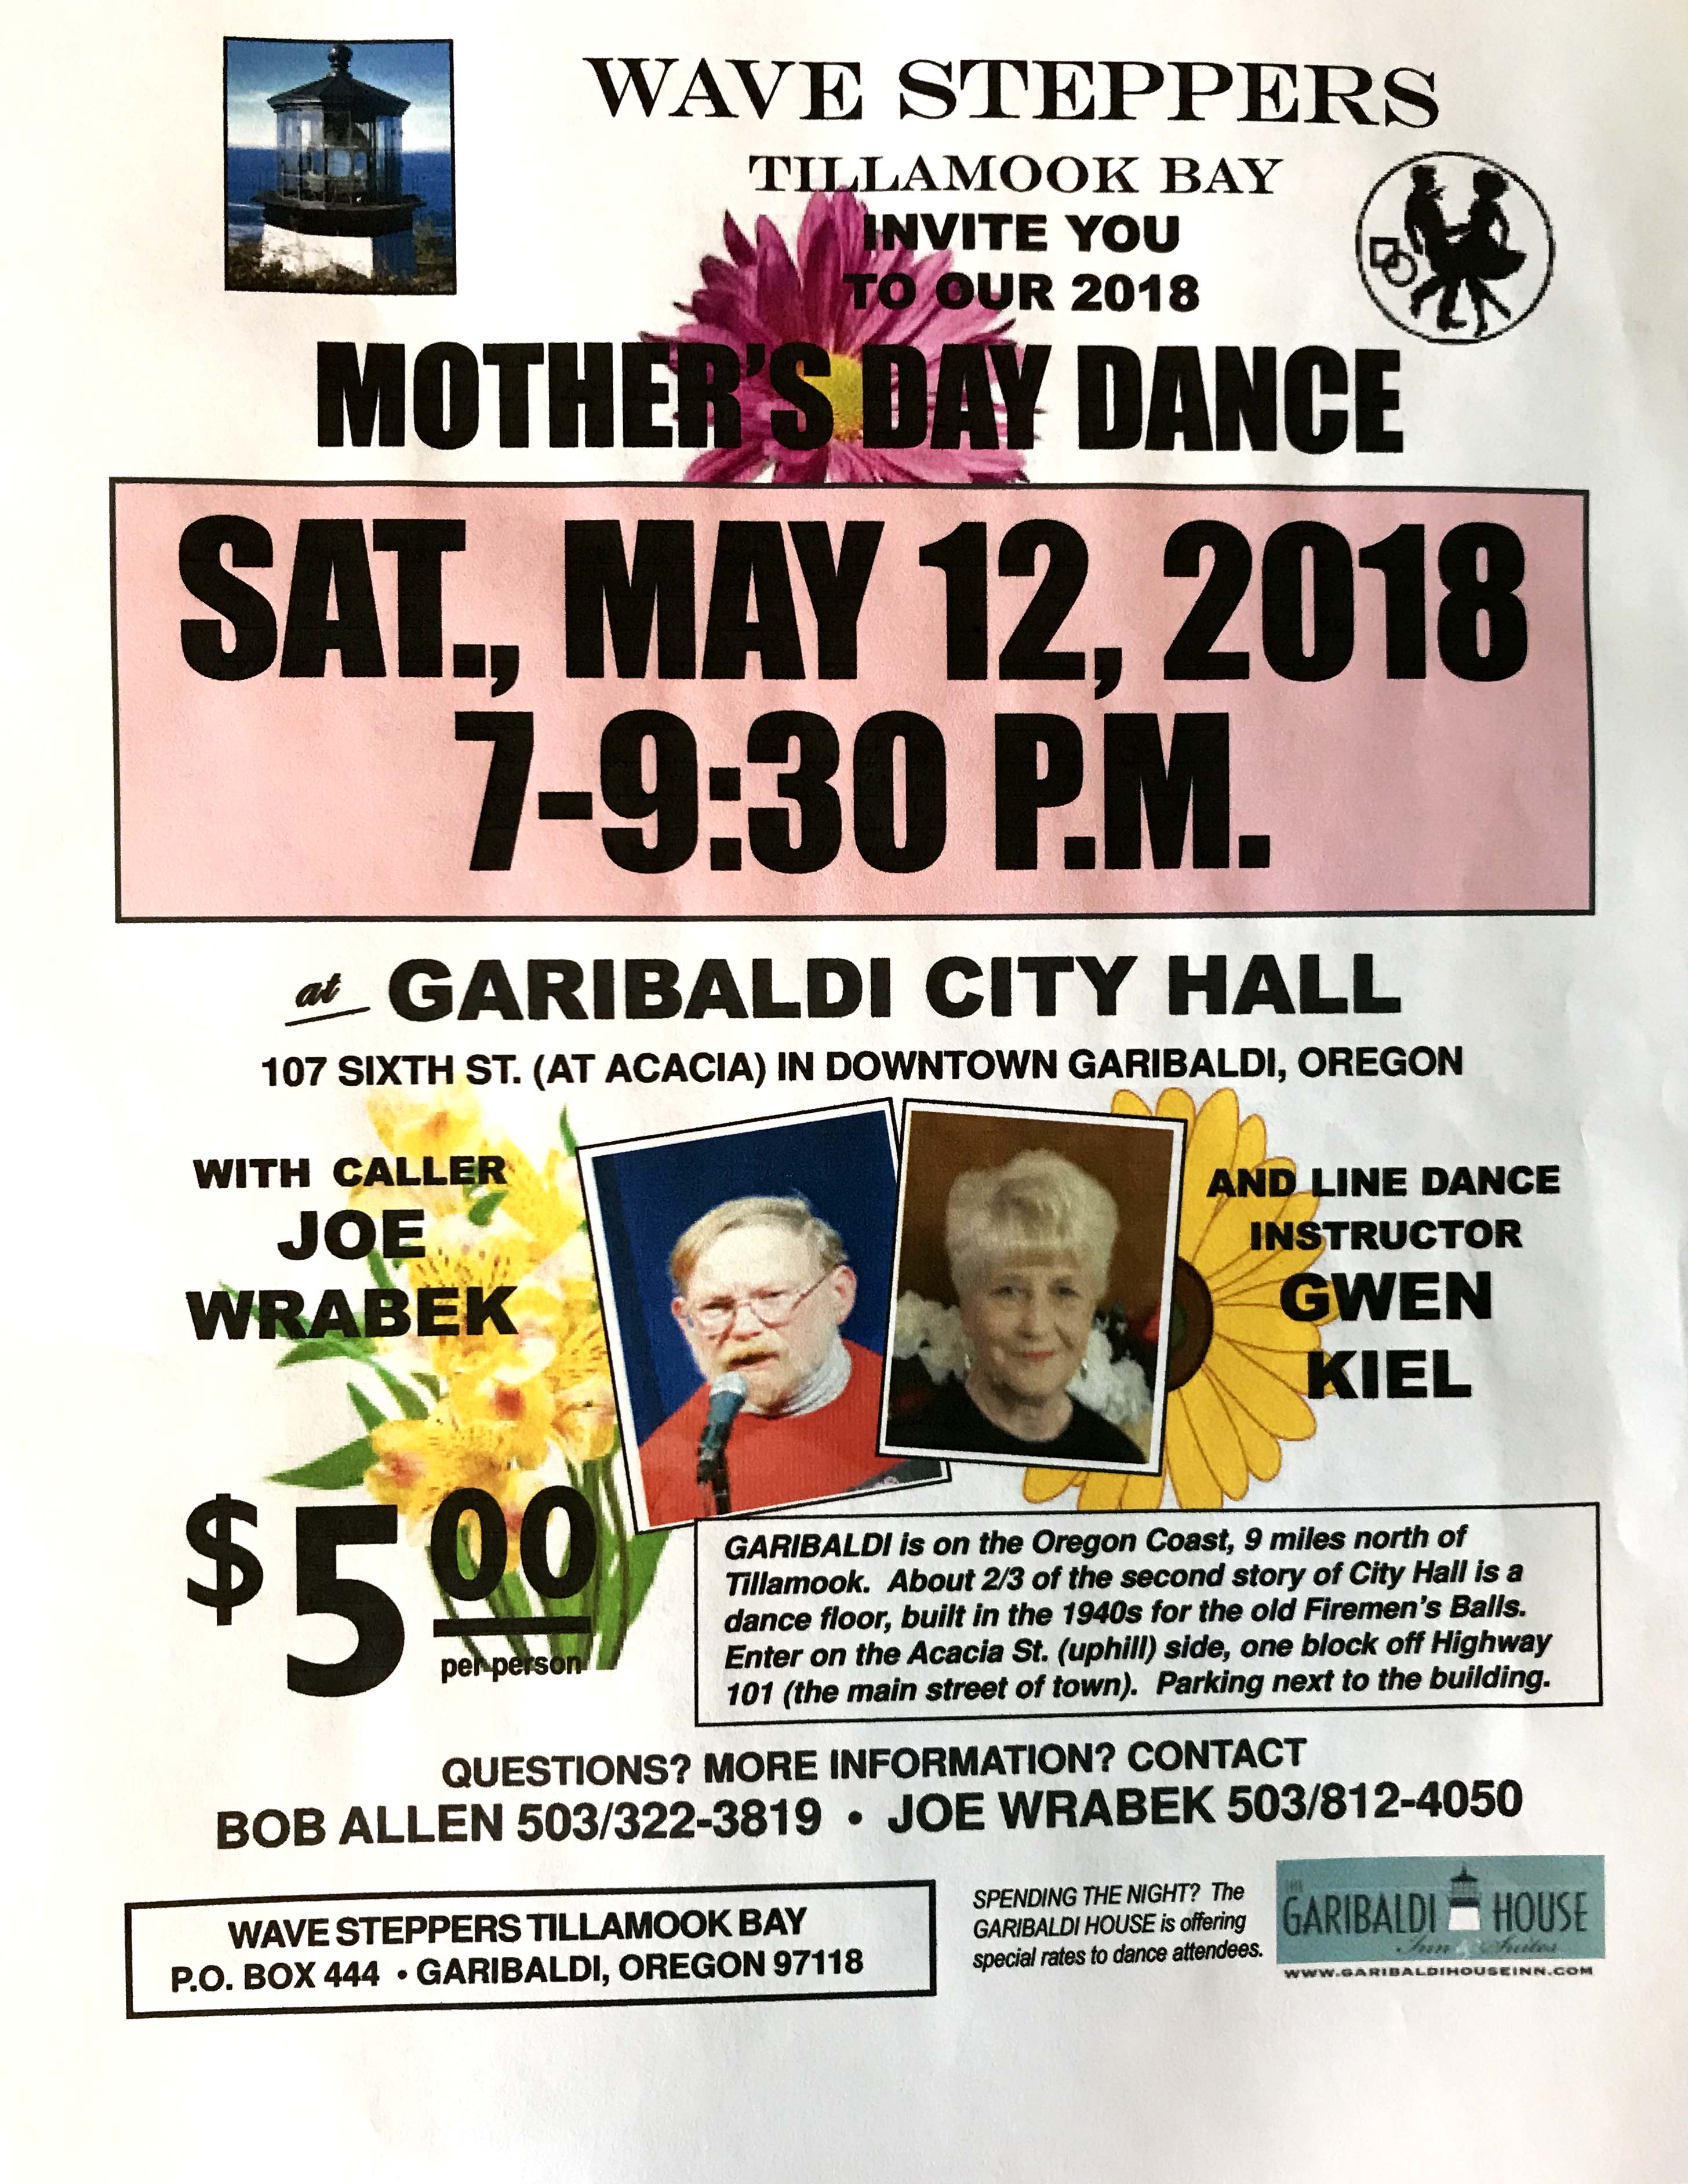 WAVE STEPPERS
TILLAMOOK BAY
INVITE YOU
TO OUR 2018
MOTHER'S DAY DANCE
SAT., MAY 12, 2018
7-9:30 P.M.
at GARIBALDI CITY HALL
107 SIXTH ST. (AT ACACIA) IN DOWNTOWN GARIBALDI, OREGON
WITH CALLER
JOE
WRABEK
AND LINE DANCE
INSTRUCTOR
GWEN
KIEL
$500
per person
GARIBALDI is on the Oregon Coast, 9 miles north of
Tillamook. About 2/3 of the second story of City Hall is a
dance floor, built in the 1940s for the old Firemen's Balls.
Enter on the Acacia St. (uphill) side, one block off Highway
101 (the main street of town). Parking next to the building.
QUESTIONS? MORE INFORMATION? CONTACT
BOB ALLEN 503/322-3819 • JOE WRABEK 503/812-4050
WAVE STEPPERS TILLAMOOK BAY
P.O. BOX 444 • GARIBALDI, OREGON 97118
SPENDING THE NIGHT? The
GARIBALDI HOUSE is offering
special rates to dance attendees.
THE
GARIBALDI HOUSE
Inn & Suites
WWW.GARIBALDIHOUSEINN.COM